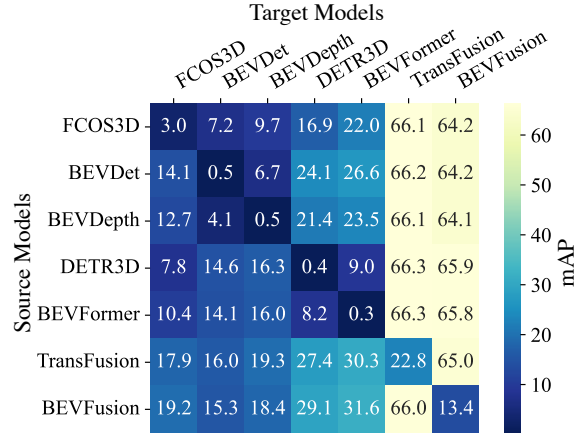 Target Models
FCOS3D BEVDet BEVDepth DETR3D BEVFormer TransFusion BEVFusion
Source Models
FCOS3D 3.0 7.2 9.7 16.9 22.0 66.1 64.2
BEVDet 14.1 0.5 6.7 24.1 26.6 66.2 64.2
BEVDepth 12.7 4.1 0.5 21.4 23.5 66.1 64.1
DETR3D 7.8 14.6 16.3 0.4 9.0 66.3 65.9
BEVFormer 10.4 14.1 16.0 8.2 0.3 66.3 65.8
TransFusion 17.9 16.0 19.3 27.4 30.3 22.8 65.0
BEVFusion 19.2 15.3 18.4 29.1 31.6 66.0 13.4
60
50
40
30
20
10
mAP